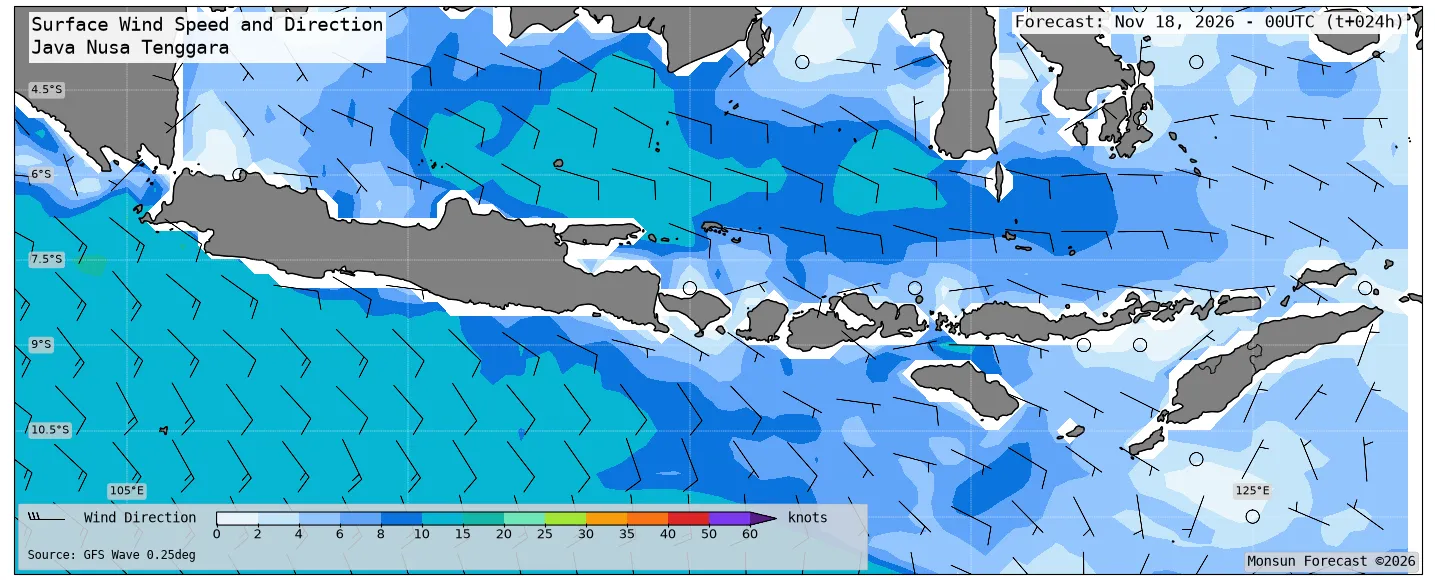 Surface Wind Speed and Direction
Java Nusa Tenggara
Forecast: Nov 18, 2026 - 00UTC (t+024h)
4.5°S
6°S
7.5°S
9°S
10.5°S
105°E
125°E
Wind Direction
0 2 4 6 8 10 15 20 25 30 35 40 50 60
knots
Source: GFS Wave 0.25deg
Monsun Forecast ©2026